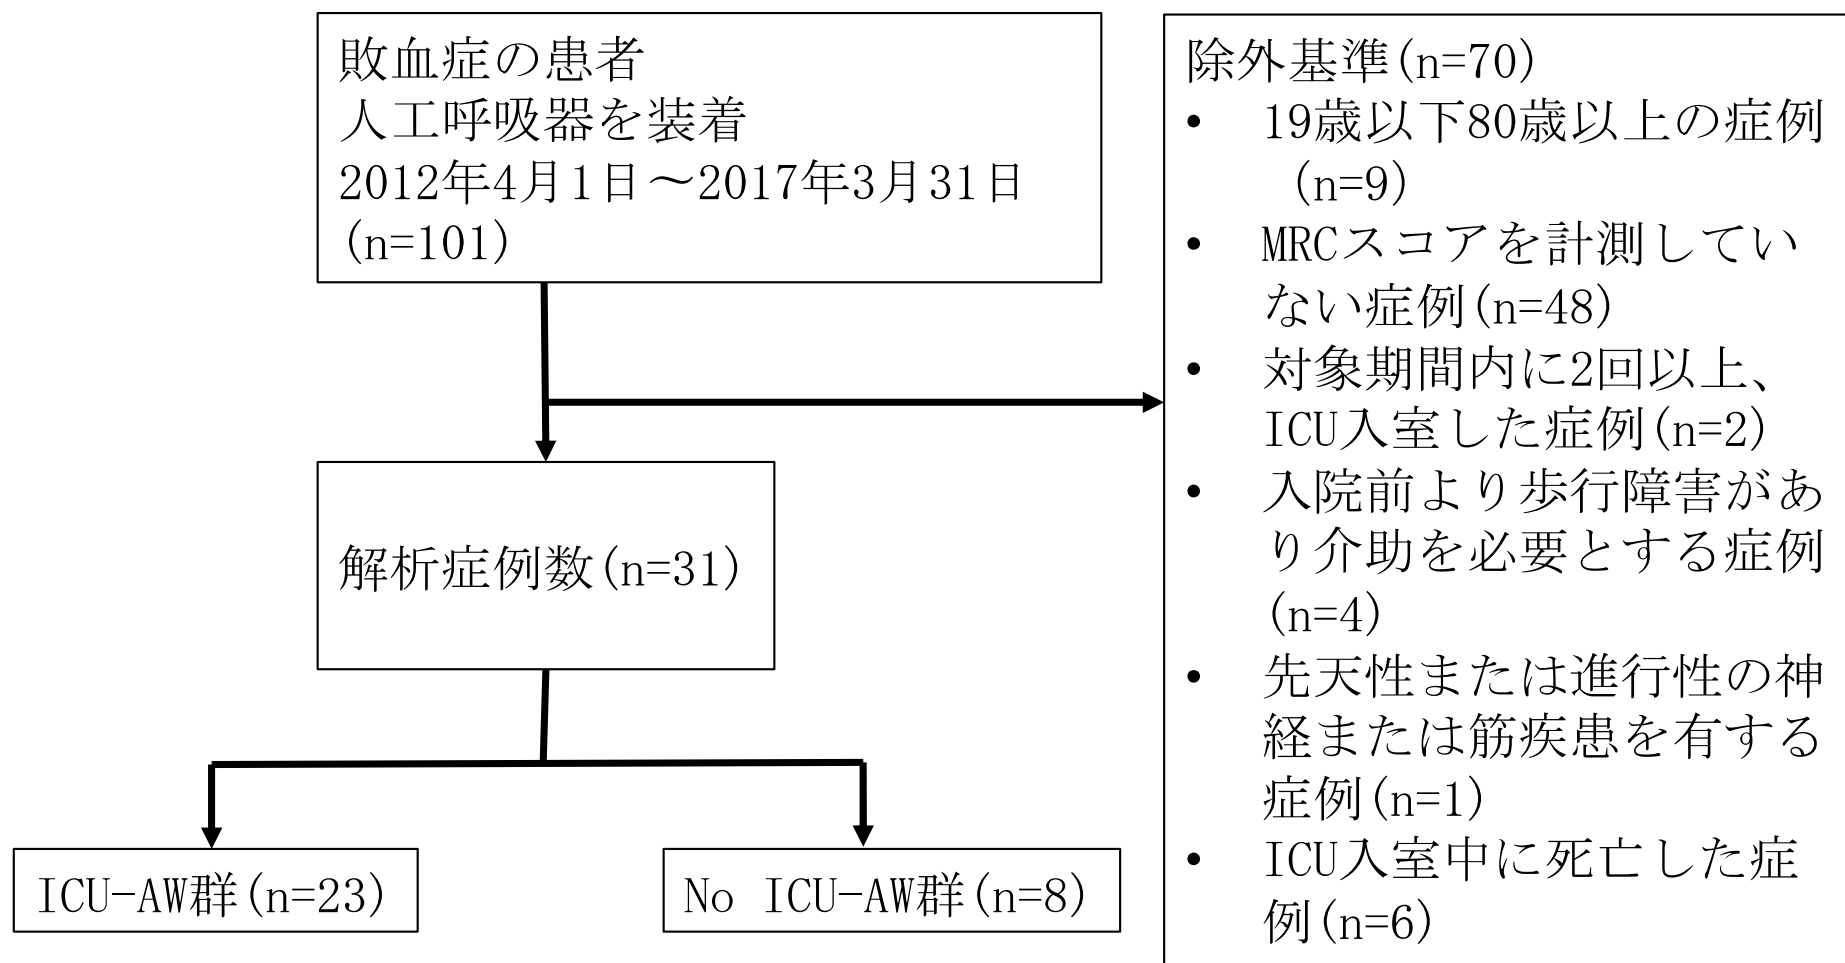 敗血症の患者
人工呼吸器を装着
2012年4月1日～2017年3月31日
(n=101)
除外基準(n=70)
• 19歳以下80歳以上の症例
(n=9)
• MRCスコアを計測してい
ない症例(n=48)
• 対象期間内に2回以上、
ICU入室した症例(n=2)
• 入院前より歩行障害があ
り介助を必要とする症例
(n=4)
• 先天性または進行性の神
経または筋疾患を有する
症例(n=1)
• ICU入室中に死亡した症
例(n=6)
解析症例数(n=31)
ICU-AW群(n=23)
No ICU-AW群(n=8)